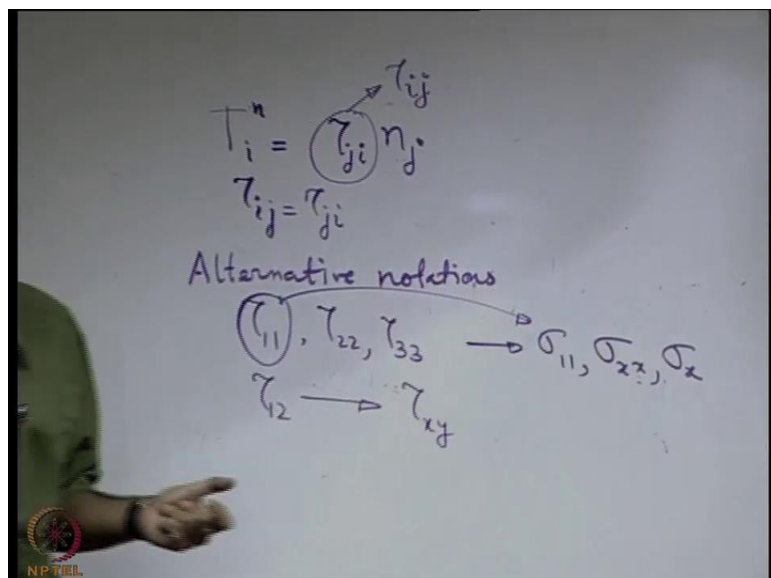 τij
Tiⁿ = τji nj
τij = τji
Alternative notations
τ11, τ22, τ33 → σ11, σxx, σx
τ12 → τxy
NPTEL